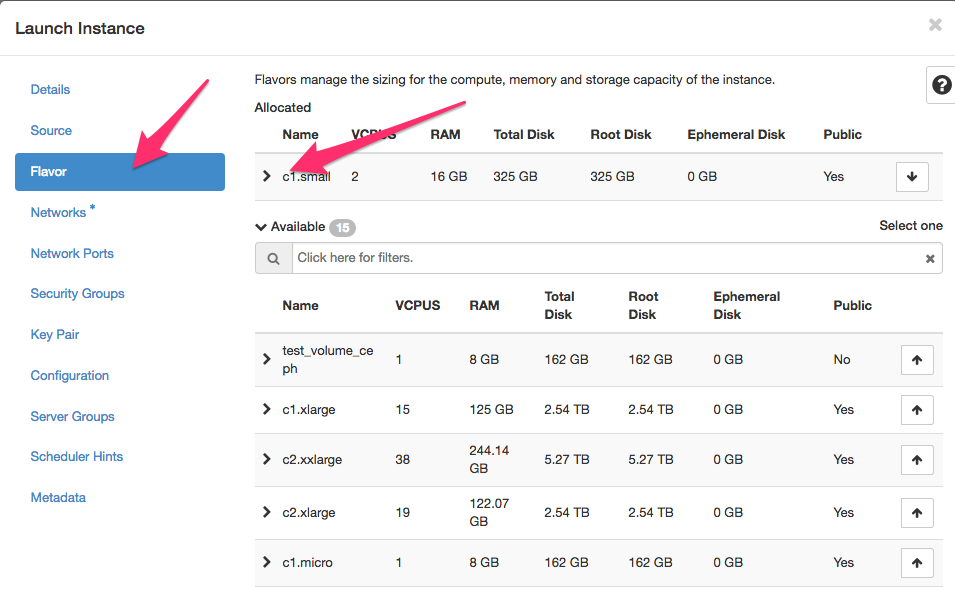 Launch Instance
Details
Source
Flavor
Networks *
Network Ports
Security Groups
Key Pair
Configuration
Server Groups
Scheduler Hints
Metadata
Flavors manage the sizing for the compute, memory and storage capacity of the instance.
Allocated
Name VCPUS RAM Total Disk Root Disk Ephemeral Disk Public
c1.small 2 16 GB 325 GB 325 GB 0 GB Yes
Available 15 Select one
Click here for filters.
Name VCPUS RAM Total Disk Root Disk Ephemeral Disk Public
test_volume_ce
ph 1 8 GB 162 GB 162 GB 0 GB No
c1.xlarge 15 125 GB 2.54 TB 2.54 TB 0 GB Yes
c2.xxlarge 38 244.14 GB 5.27 TB 5.27 TB 0 GB Yes
c2.xlarge 19 122.07 GB 2.54 TB 2.54 TB 0 GB Yes
c1.micro 1 8 GB 162 GB 162 GB 0 GB Yes